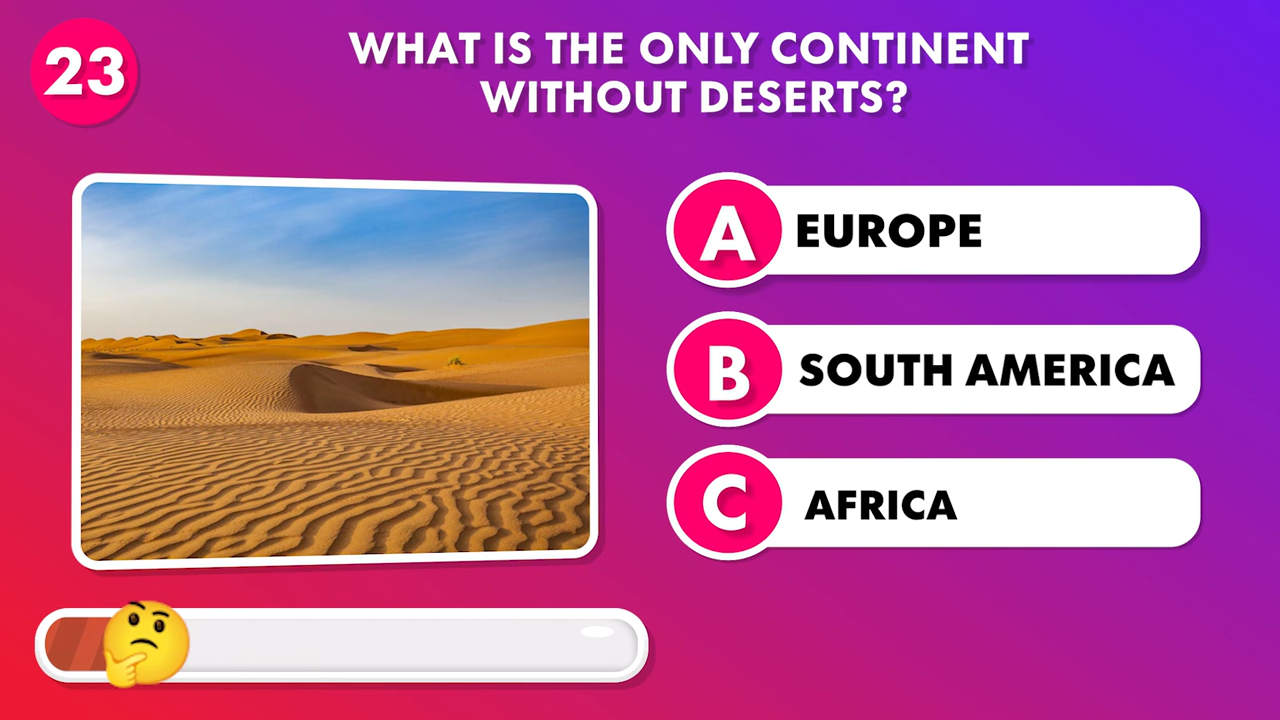 23
WHAT IS THE ONLY CONTINENT
WITHOUT DESERTS?
A EUROPE
B SOUTH AMERICA
C AFRICA